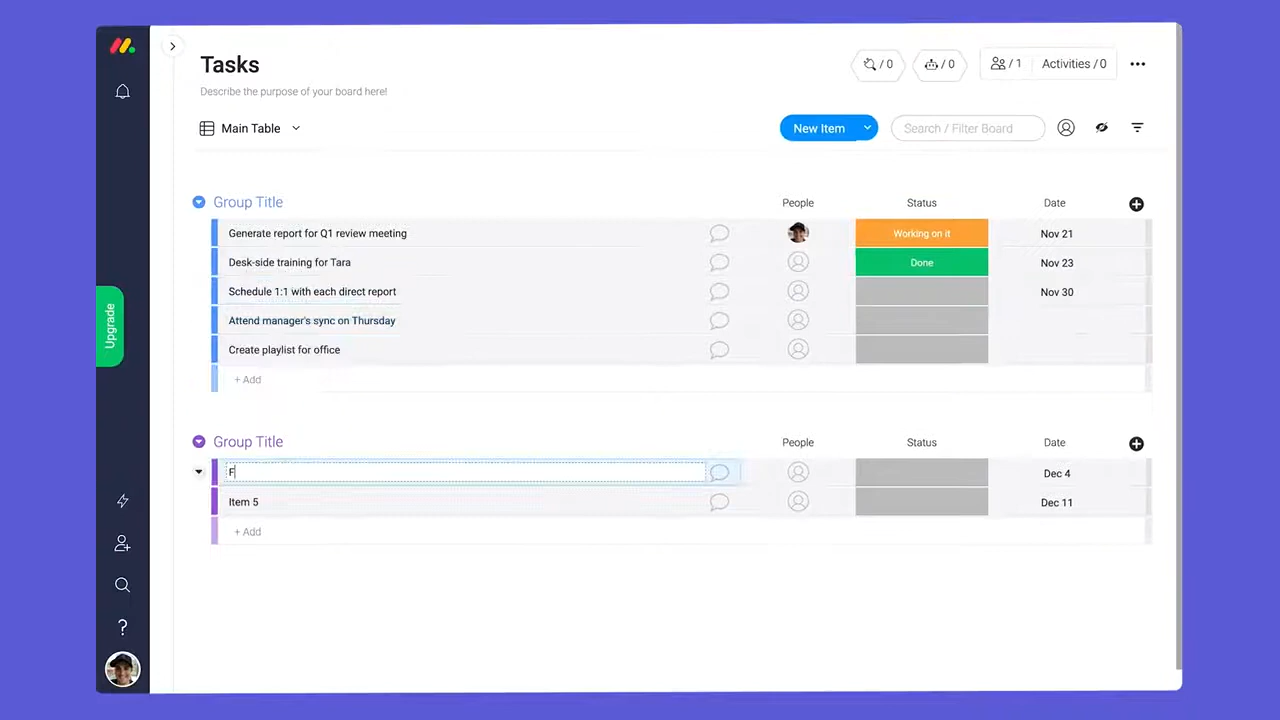 Tasks
/ 0
/ 0
/ 1
Activities / 0
Describe the purpose of your board here!
Main Table
New Item
Search / Filter Board
Group Title
People
Status
Date
Generate report for Q1 review meeting
Working on it
Nov 21
Desk-side training for Tara
Done
Nov 23
Schedule 1:1 with each direct report
Nov 30
Attend manager's sync on Thursday
Create playlist for office
+ Add
Upgrade
Group Title
People
Status
Date
F
Dec 4
Item 5
Dec 11
+ Add
?